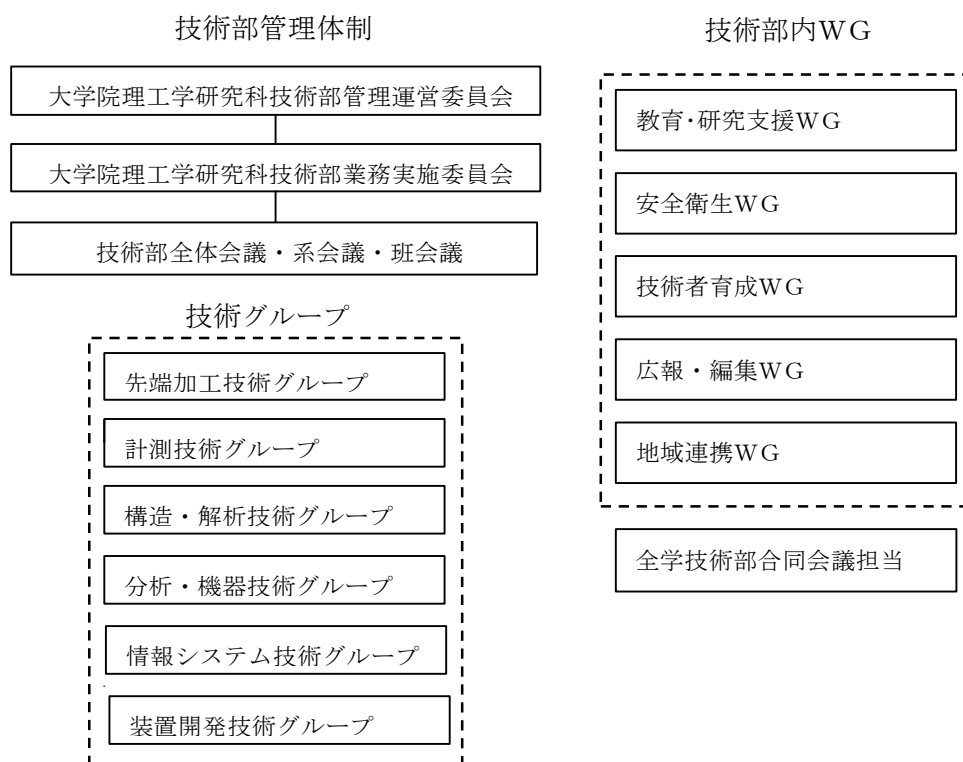 技術部管理体制
大学院理工学研究科技術部管理運営委員会
大学院理工学研究科技術部業務実施委員会
技術部全体会議・系会議・班会議
技術グループ
先端加工技術グループ
計測技術グループ
構造・解析技術グループ
分析・機器技術グループ
情報システム技術グループ
装置開発技術グループ
技術部内ＷＧ
教育・研究支援ＷＧ
安全衛生ＷＧ
技術者育成ＷＧ
広報・編集ＷＧ
地域連携ＷＧ
全学技術部合同会議担当